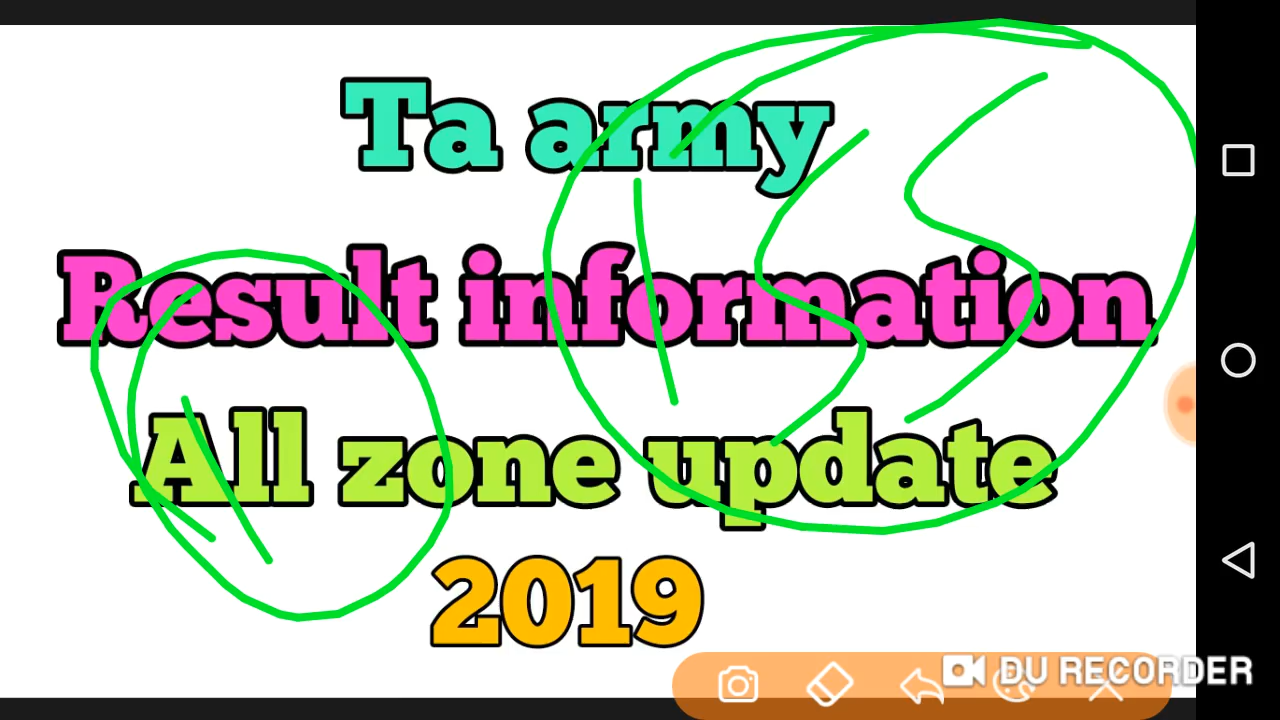 Ta army
Result information
All zone update
2019
DU RECORDER